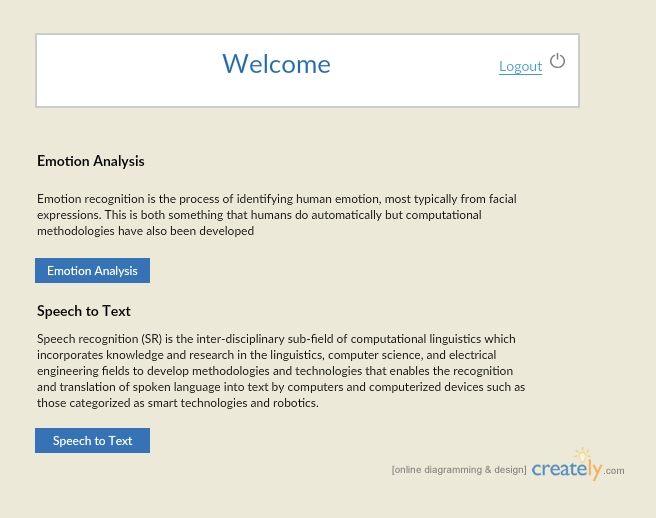 Welcome
Logout
Emotion Analysis
Emotion recognition is the process of identifying human emotion, most typically from facial
expressions. This is both something that humans do automatically but computational
methodologies have also been developed
Emotion Analysis
Speech to Text
Speech recognition (SR) is the inter-disciplinary sub-field of computational linguistics which
incorporates knowledge and research in the linguistics, computer science, and electrical
engineering fields to develop methodologies and technologies that enables the recognition
and translation of spoken language into text by computers and computerized devices such as
those categorized as smart technologies and robotics.
Speech to Text
[online diagramming & design] creately.com